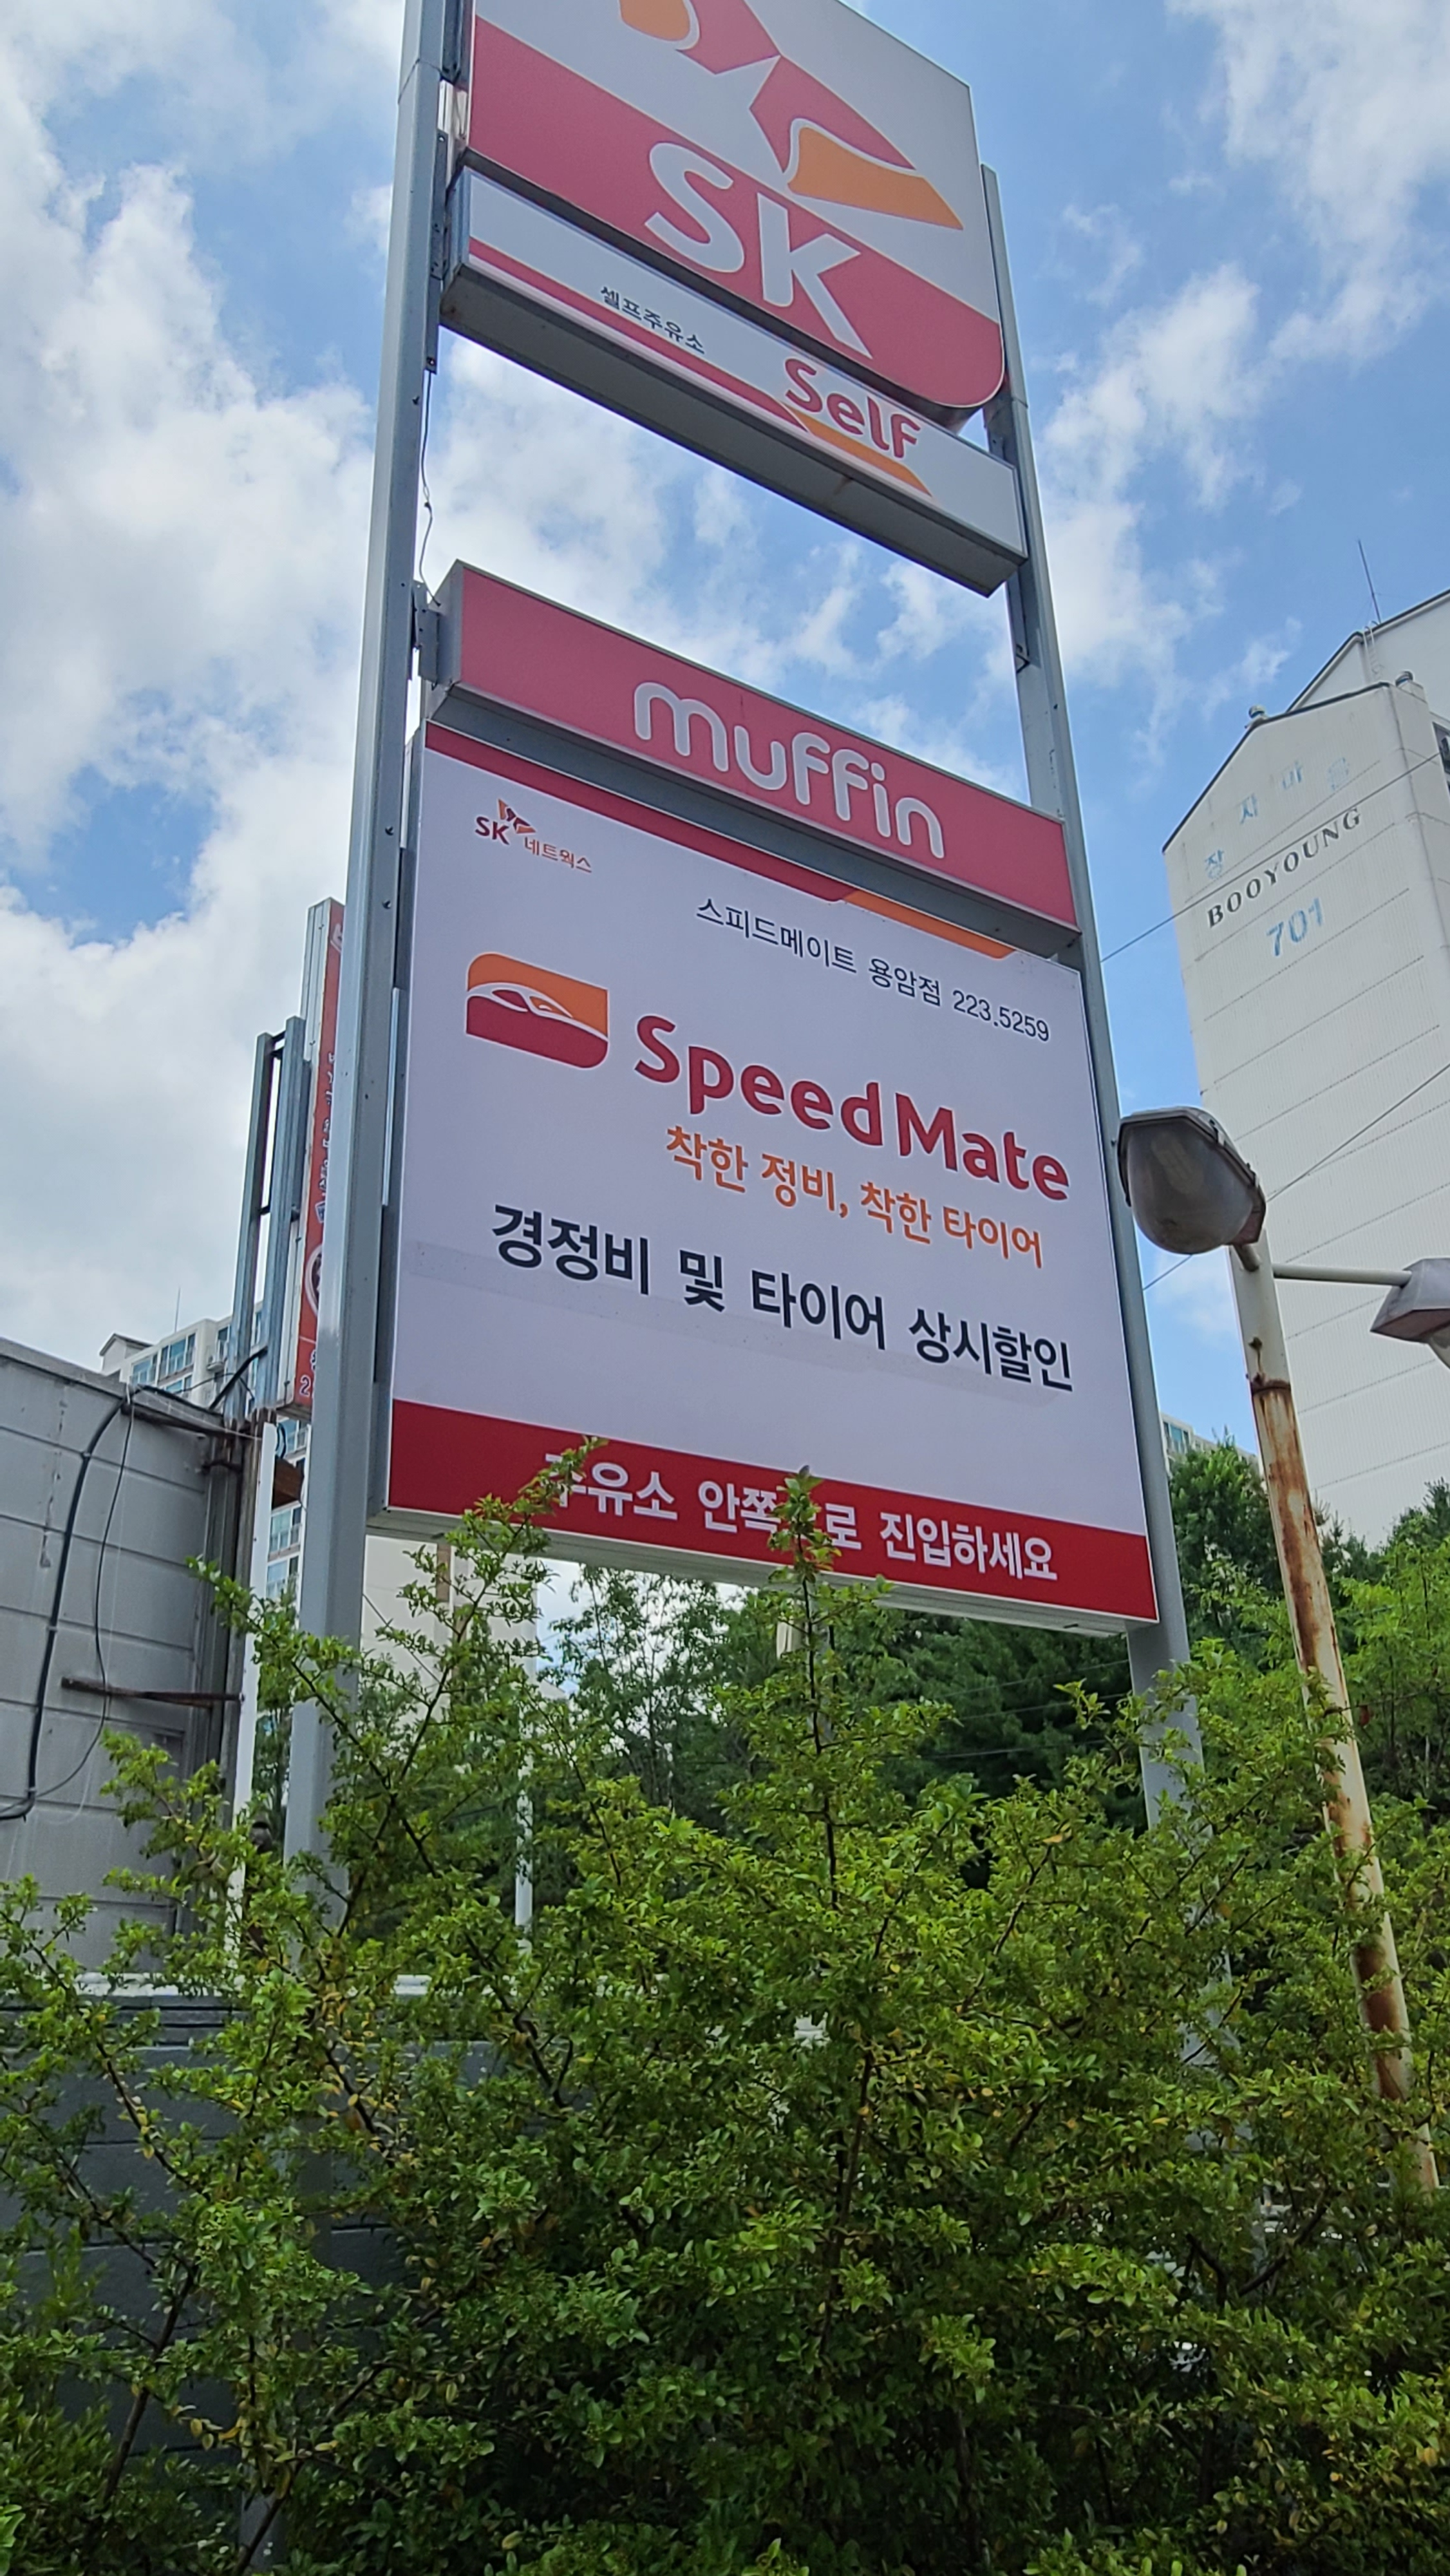 SK
셀프주유소
Self
muffin
SK 네트웍스
스피드메이트 용암점 223.5259
SpeedMate
착한 정비, 착한 타이어
경정비 및 타이어 상시할인
주유소 안쪽으로 진입하세요
장자마을
BOOYOUNG
701